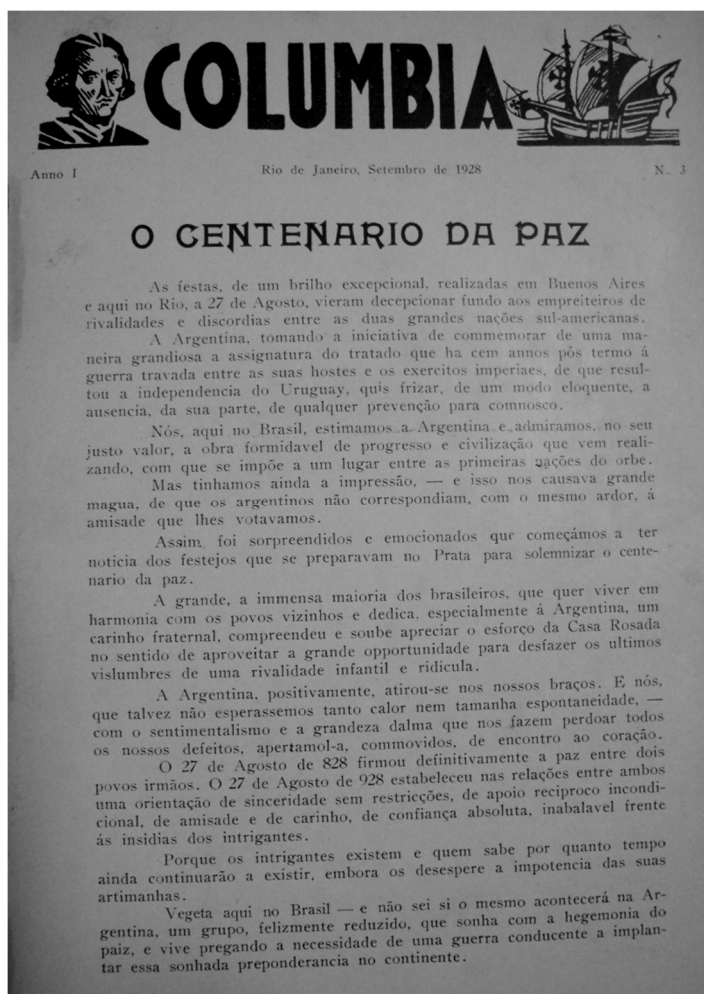 COLUMBIA
Anno I
Rio de Janeiro, Setembro de 1928
N. 3
O CENTENARIO DA PAZ
As festas, de um brilho excepcional, realizadas em Buenos Aires
e aqui no Rio, a 27 de Agosto, vieram decepcionar fundo aos empreiteiros de
rivalidades e discordias entre as duas grandes nações sul-americanas.
A Argentina, tomando a iniciativa de commemorar de uma ma-
neira grandiosa a assignatura do tratado que ha cem annos pôs termo á
guerra travada entre as suas hostes e os exercitos imperiaes, de que resul-
tou a independencia do Uruguay, quis frizar, de um modo eloquente, a
ausencia, da sua parte, de qualquer prevenção para comnosco.
Nós, aqui no Brasil, estimamos a Argentina e admiramos, no seu
justo valor, a obra formidavel de progresso e civilização que vem reali-
zando, com que se impõe a um lugar entre as primeiras nações do orbe.
Mas tinhamos ainda a impressão, — e isso nos causava grande
magua, de que os argentinos não correspondiam, com o mesmo ardor, á
amisade que lhes votavamos.
Assim, foi sorpreendidos e emocionados que começámos a ter
noticia dos festejos que se preparavam no Prata para solemnizar o cente-
nario da paz.
A grande, a immensa maioria dos brasileiros, que quer viver em
harmonia com os povos vizinhos e dedica, especialmente á Argentina, um
carinho fraternal, compreendeu e soube apreciar o esforço da Casa Rosada
no sentido de aproveitar a grande opportunidade para desfazer os ultimos
vislumbres de uma rivalidade infantil e ridicula.
A Argentina, positivamente, atirou-se nos nossos braços. E nós,
que talvez não esperassemos tanto calor nem tamanha espontaneidade, —
com o sentimentalismo e a grandeza dalma que nos fazem perdoar todos
os nossos defeitos, apertamol-a, commovidos, de encontro ao coração.
O 27 de Agosto de 828 firmou definitivamente a paz entre dois
povos irmãos. O 27 de Agosto de 928 estabeleceu nas relações entre ambos
uma orientação de sinceridade sem restricções, de apoio reciproco incondi-
cional, de amisade e de carinho, de confiança absoluta, inabalavel frente
ás insidias dos intrigantes.
Porque os intrigantes existem e quem sabe por quanto tempo
ainda continuarão a existir, embora os desespere a impotencia das suas
artimanhas.
Vegeta aqui no Brasil — e não sei si o mesmo acontecerá na Ar-
gentina, um grupo, felizmente reduzido, que sonha com a hegemonia do
paiz, e vive pregando a necessidade de uma guerra conducente a implan-
tar essa sonhada preponderancia no continente.